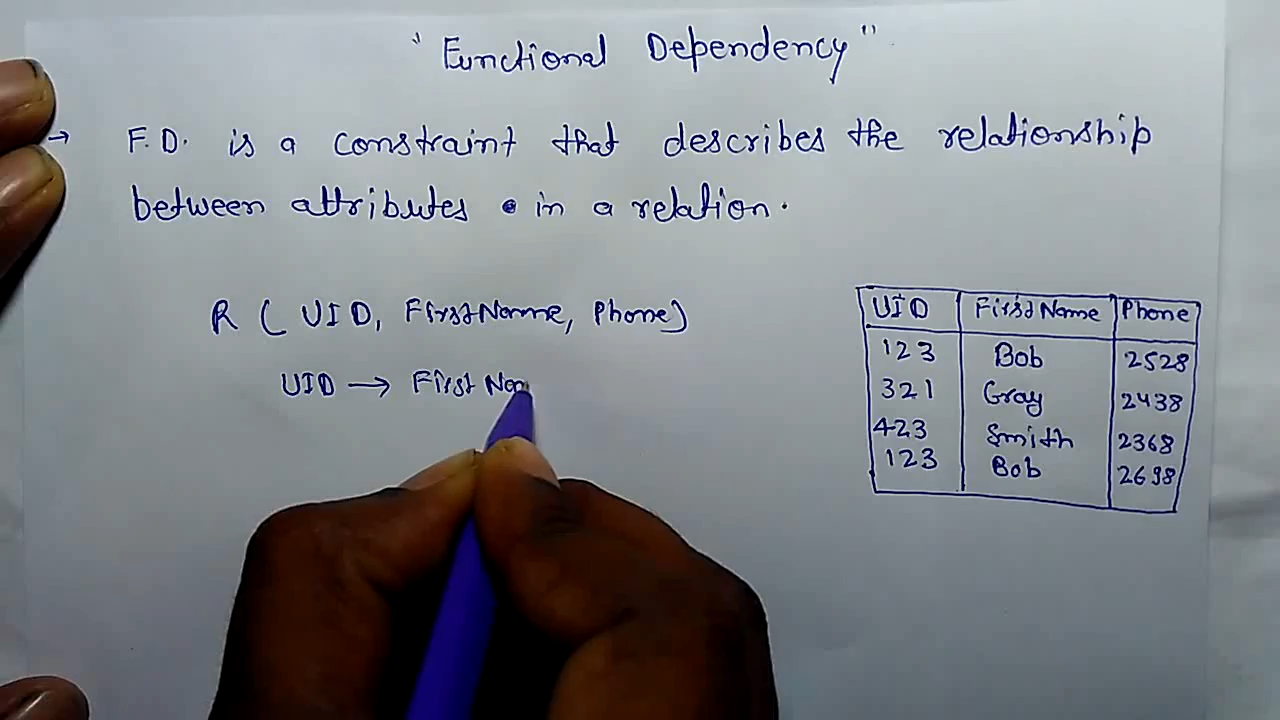 "Functional Dependency"
→ F.D. is a constraint that describes the relationship
between attributes in a relation.
R ( UID, FirstName, Phone)
UID → First Na
UID FirstName Phone
123 Bob 2528
321 Gray 2438
423 Smith 2368
123 Bob 2698